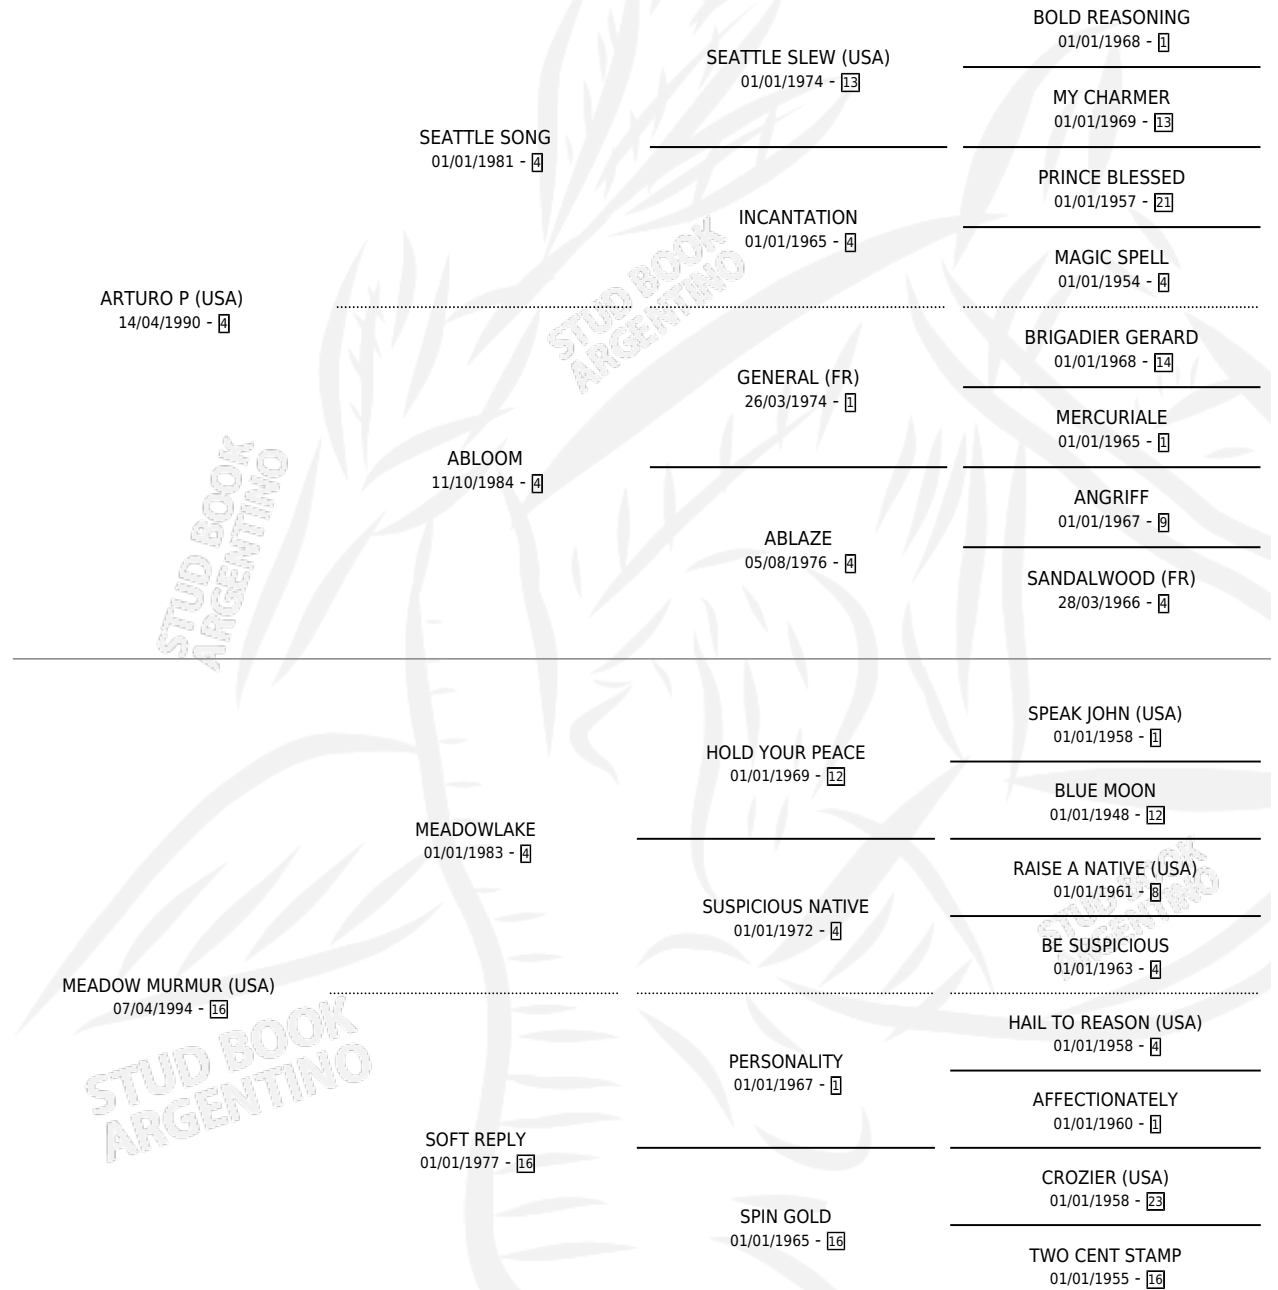 BOLD REASONING
01/01/1968 - 1
SEATTLE SLEW (USA)
01/01/1974 - 13
MY CHARMER
01/01/1969 - 13
SEATTLE SONG
01/01/1981 - 4
PRINCE BLESSED
01/01/1957 - 21
INCANTATION
01/01/1965 - 4
MAGIC SPELL
01/01/1954 - 4
ARTURO P (USA)
14/04/1990 - 4
BRIGADIER GERARD
01/01/1968 - 14
GENERAL (FR)
26/03/1974 - 1
MERCURIALE
01/01/1965 - 1
ABLOOM
11/10/1984 - 4
ANGRIFF
01/01/1967 - 9
ABLAZE
05/08/1976 - 4
SANDALWOOD (FR)
28/03/1966 - 4
SPEAK JOHN (USA)
01/01/1958 - 1
HOLD YOUR PEACE
01/01/1969 - 12
BLUE MOON
01/01/1948 - 12
MEADOWLAKE
01/01/1983 - 4
RAISE A NATIVE (USA)
01/01/1961 - 8
SUSPICIOUS NATIVE
01/01/1972 - 4
BE SUSPICIOUS
01/01/1963 - 4
MEADOW MURMUR (USA)
07/04/1994 - 16
HAIL TO REASON (USA)
01/01/1958 - 4
PERSONALITY
01/01/1967 - 1
AFFECTIONATELY
01/01/1960 - 1
SOFT REPLY
01/01/1977 - 16
CROZIER (USA)
01/01/1958 - 23
SPIN GOLD
01/01/1965 - 16
TWO CENT STAMP
01/01/1955 - 16
STUD BOOK
ARGENTINO
STUD BOOK
ARGENTINO
STUD BOOK
ARGENTINO
STUD BOOK
ARGENTINO